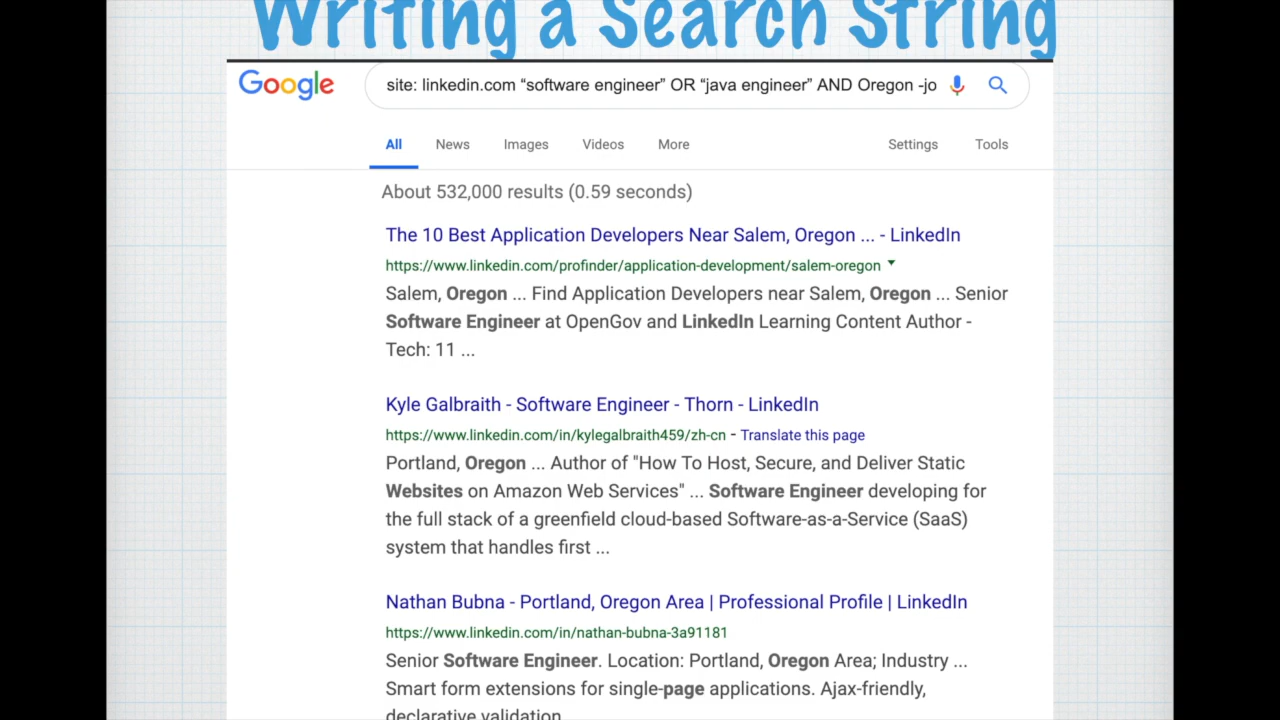 Writing a Search String
Google
site: linkedin.com “software engineer” OR “java engineer” AND Oregon -jo
All News Images Videos More Settings Tools
About 532,000 results (0.59 seconds)
The 10 Best Application Developers Near Salem, Oregon ... - LinkedIn
https://www.linkedin.com/profinder/application-development/salem-oregon
Salem, Oregon ... Find Application Developers near Salem, Oregon ... Senior
Software Engineer at OpenGov and LinkedIn Learning Content Author -
Tech: 11 ...
Kyle Galbraith - Software Engineer - Thorn - LinkedIn
https://www.linkedin.com/in/kylegalbraith459/zh-cn - Translate this page
Portland, Oregon ... Author of "How To Host, Secure, and Deliver Static
Websites on Amazon Web Services" ... Software Engineer developing for
the full stack of a greenfield cloud-based Software-as-a-Service (SaaS)
system that handles first ...
Nathan Bubna - Portland, Oregon Area | Professional Profile | LinkedIn
https://www.linkedin.com/in/nathan-bubna-3a91181
Senior Software Engineer. Location: Portland, Oregon Area; Industry ...
Smart form extensions for single-page applications. Ajax-friendly,
declarative validation